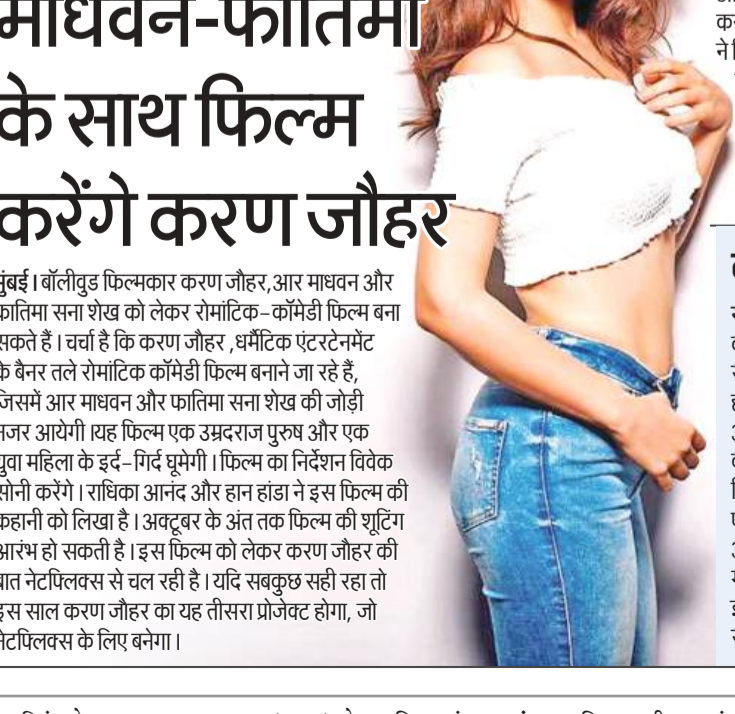 माधवन-फातिमा
के साथ फिल्म
करेंगे करण जौहर
मुंबई । बॉलीवुड फिल्मकार करण जौहर,आर माधवन और
फातिमा सना शेख को लेकर रोमांटिक-कॉमेडी फिल्म बना
सकते हैं । चर्चा है कि करण जौहर ,धर्मैटिक एंटरटेनमेंट
के बैनर तले रोमांटिक कॉमेडी फिल्म बनाने जा रहे हैं,
जिसमें आर माधवन और फातिमा सना शेख की जोड़ी
नजर आयेगी ।यह फिल्म एक उम्रदराज पुरुष और एक
युवा महिला के इर्द-गिर्द घूमेगी । फिल्म का निर्देशन विवेक
सोनी करेंगे । राधिका आनंद और हान हांडा ने इस फिल्म की
कहानी को लिखा है । अक्टूबर के अंत तक फिल्म की शूटिंग
आरंभ हो सकती है । इस फिल्म को लेकर करण जौहर की
बात नेटफ्लिक्स से चल रही है । यदि सबकुछ सही रहा तो
इस साल करण जौहर का यह तीसरा प्रोजेक्ट होगा, जो
नेटफ्लिक्स के लिए बनेगा ।